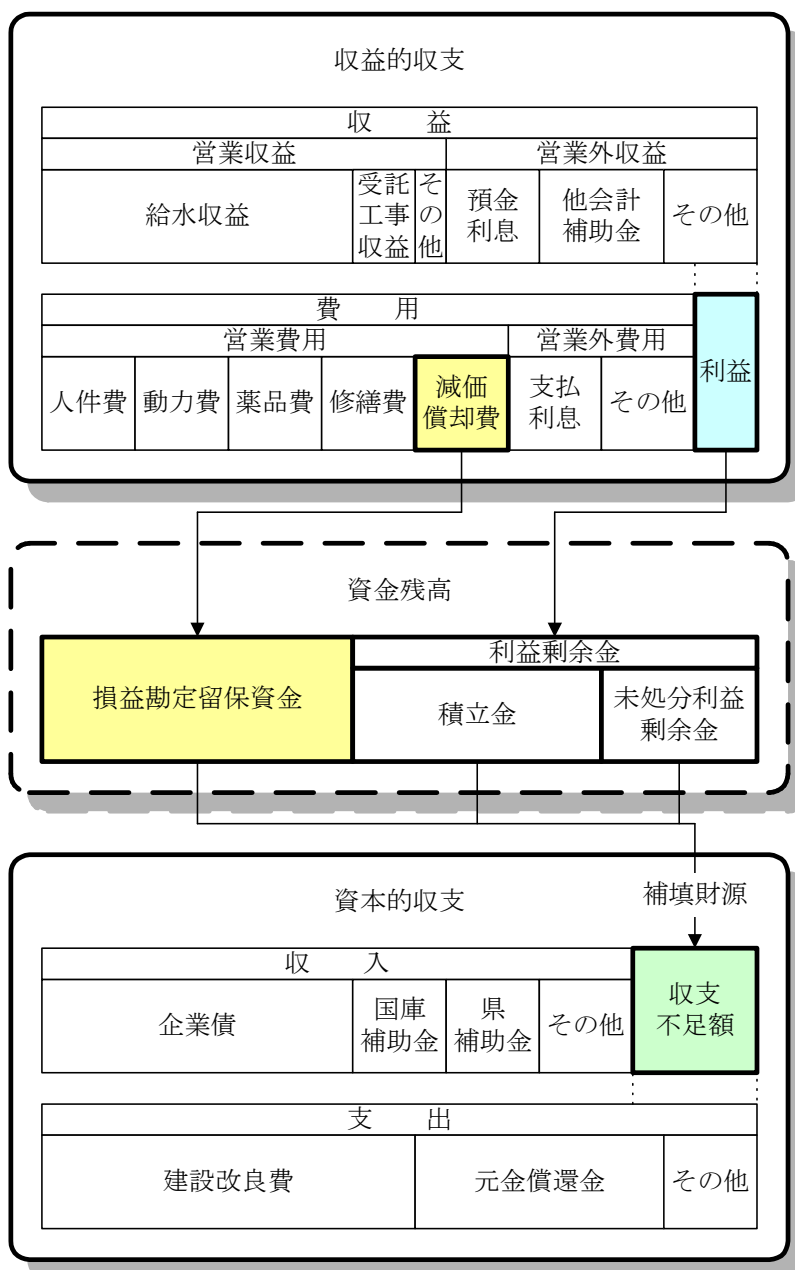 収益的収支
収　益
営業収益
営業外収益
給水収益
受託
工事
収益
そ
の
他
預金
利息
他会計
補助金
その他
費　用
営業費用
営業外費用
利益
人件費
動力費
薬品費
修繕費
減価
償却費
支払
利息
その他
資金残高
損益勘定留保資金
利益剰余金
積立金
未処分利益
剰余金
資本的収支
補填財源
収　入
企業債
国庫
補助金
県
補助金
その他
収支
不足額
支　出
建設改良費
元金償還金
その他